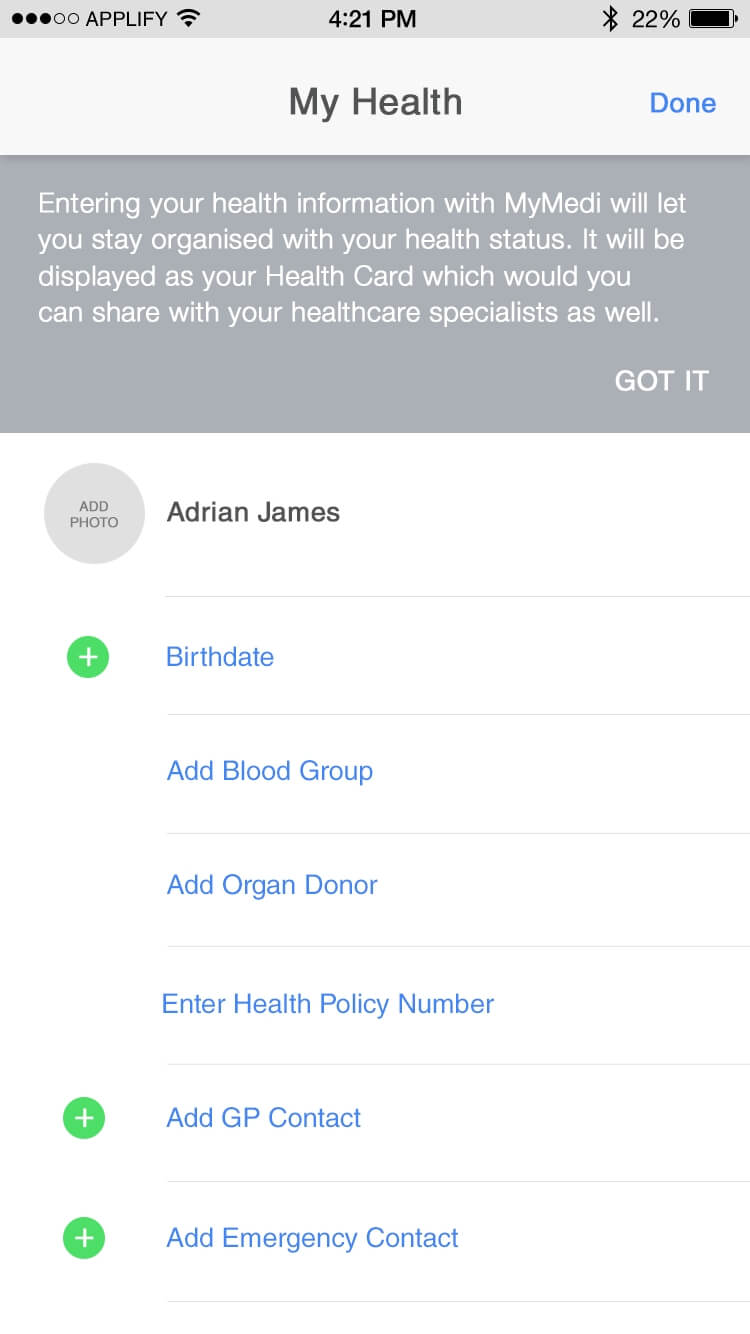 APPLIFY 4:21 PM 22%
My Health Done
Entering your health information with MyMedi will let
you stay organised with your health status. It will be
displayed as your Health Card which would you
can share with your healthcare specialists as well.
GOT IT
ADD
PHOTO
Adrian James
Birthdate
Add Blood Group
Add Organ Donor
Enter Health Policy Number
Add GP Contact
Add Emergency Contact